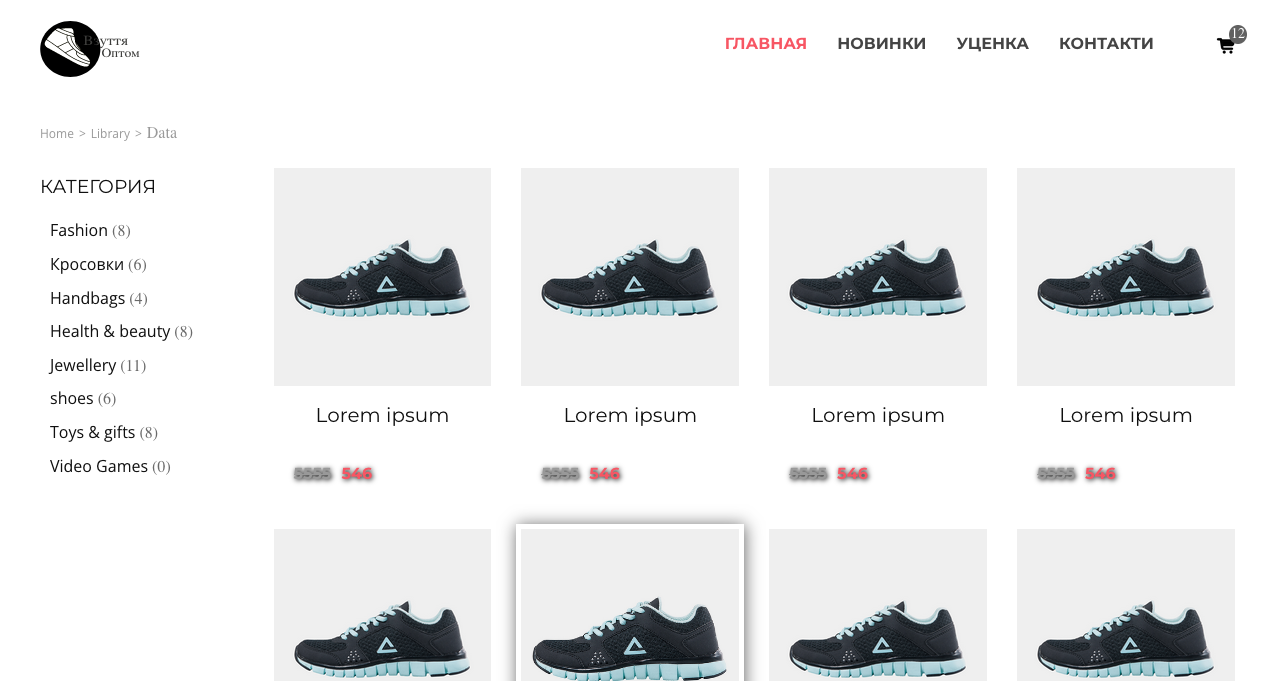 Взуття
Оптом
ГЛАВНАЯ НОВИНКИ УЦЕНКА КОНТАКТИ 12
Home > Library > Data
КАТЕГОРИЯ
Fashion (8)
Кросовки (6)
Handbags (4)
Health & beauty (8)
Jewellery (11)
shoes (6)
Toys & gifts (8)
Video Games (0)
Lorem ipsum Lorem ipsum Lorem ipsum Lorem ipsum
5555 546 5555 546 5555 546 5555 546